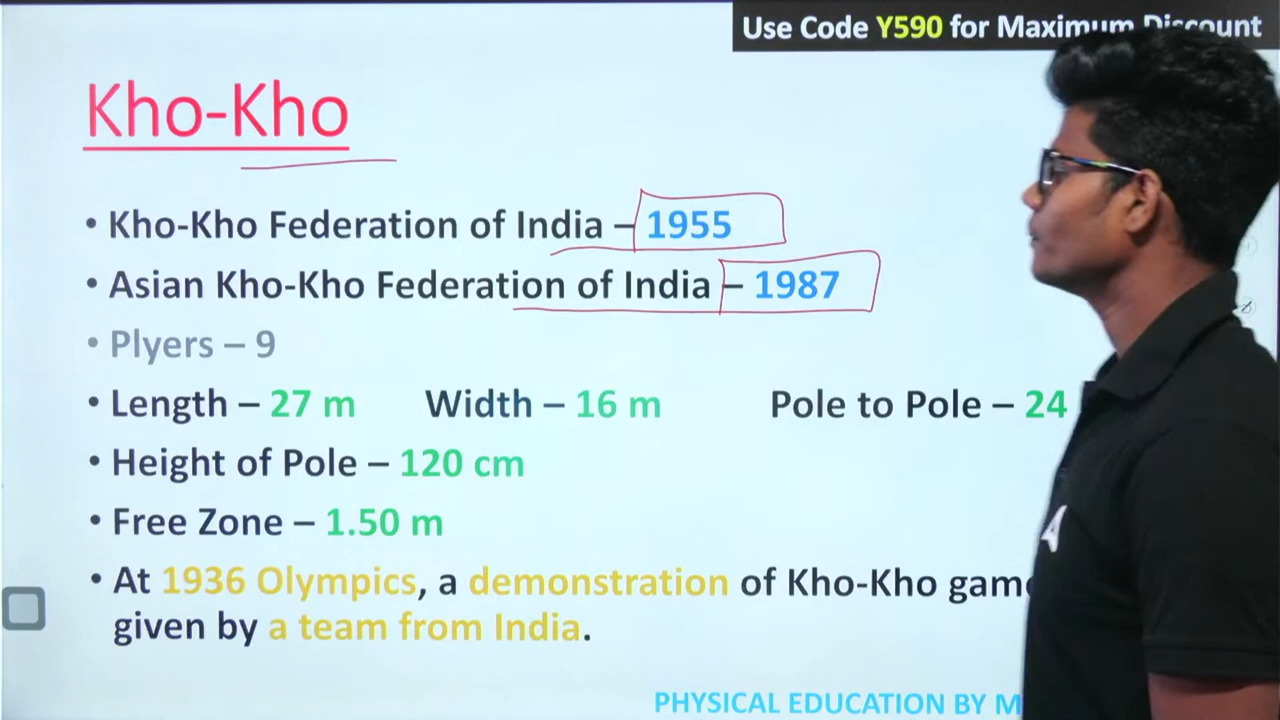 Use Code Y590 for Maximum Discount
Kho-Kho
• Kho-Kho Federation of India – 1955
• Asian Kho-Kho Federation of India – 1987
• Plyers – 9
• Length – 27 m Width – 16 m Pole to Pole – 24
• Height of Pole – 120 cm
• Free Zone – 1.50 m
• At 1936 Olympics, a demonstration of Kho-Kho
given by a team from India.
PHYSICAL EDUCATION BY